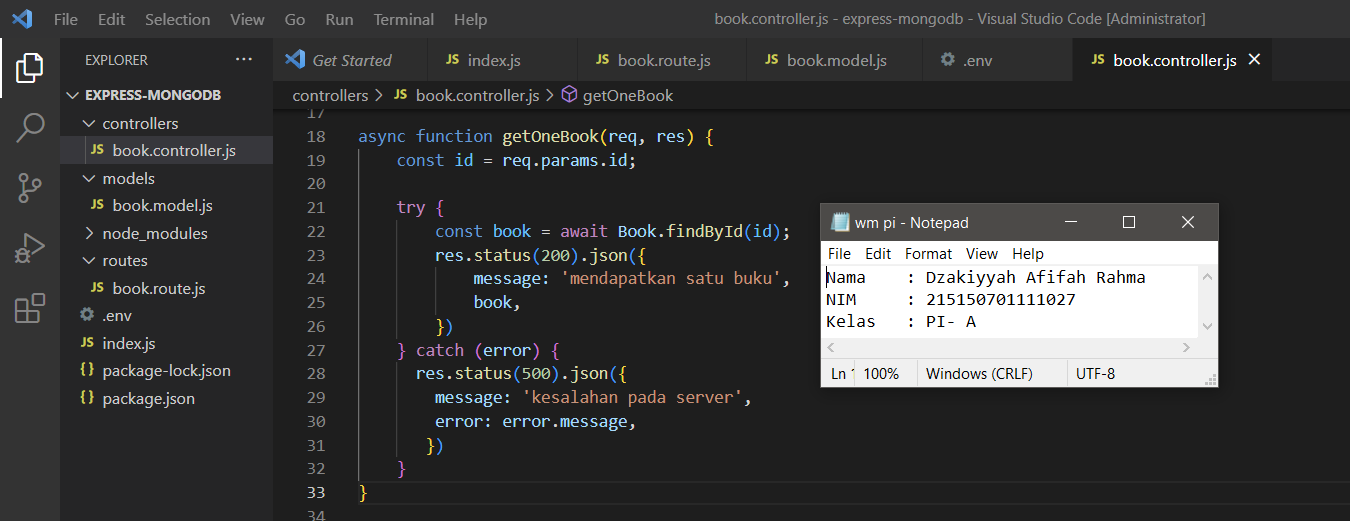 File Edit Selection View Go Run Terminal Help book.controller.js - express-mongodb - Visual Studio Code [Administrator]
EXPLORER ···
Get Started
JS index.js
JS book.route.js
JS book.model.js
.env
JS book.controller.js
EXPRESS-MONGODB
controllers
JS book.controller.js
models
JS book.model.js
node_modules
routes
JS book.route.js
.env
JS index.js
{} package-lock.json
{} package.json
controllers > JS book.controller.js > getOneBook
17
18 async function getOneBook(req, res) {
19 const id = req.params.id;
20
21 try {
22 const book = await Book.findById(id);
23 res.status(200).json({
24 message: 'mendapatkan satu buku',
25 book,
26 })
27 } catch (error) {
28 res.status(500).json({
29 message: 'kesalahan pada server',
30 error: error.message,
31 })
32 }
33 }
34
wm pi - Notepad
File Edit Format View Help
Nama : Dzakiyyah Afifah Rahma
NIM : 215150701111027
Kelas : PI- A
Ln 100% Windows (CRLF) UTF-8